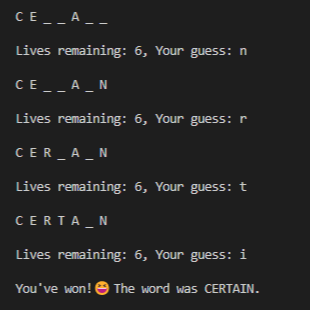 C E _ _ A _ _
Lives remaining: 6, Your guess: n
C E _ _ A _ N
Lives remaining: 6, Your guess: r
C E R _ A _ N
Lives remaining: 6, Your guess: t
C E R T A _ N
Lives remaining: 6, Your guess: i
You've won!😆 The word was CERTAIN.